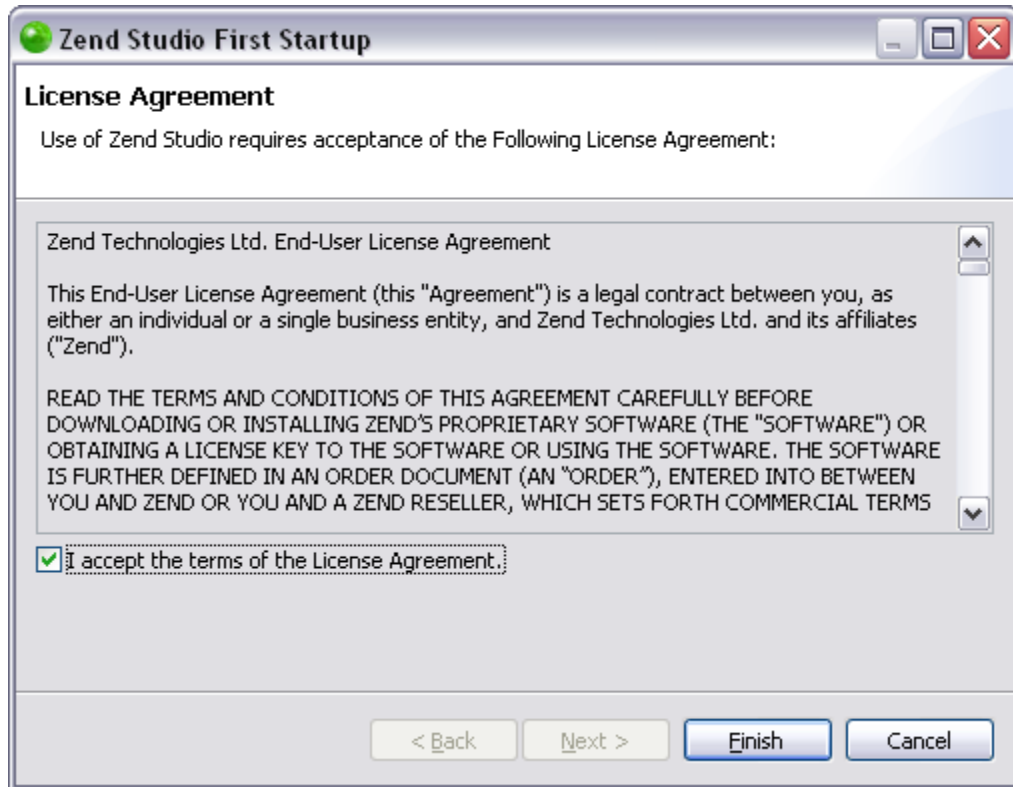 Zend Studio First Startup
License Agreement
Use of Zend Studio requires acceptance of the Following License Agreement:
Zend Technologies Ltd. End-User License Agreement
This End-User License Agreement (this "Agreement") is a legal contract between you, as
either an individual or a single business entity, and Zend Technologies Ltd. and its affiliates
("Zend").
READ THE TERMS AND CONDITIONS OF THIS AGREEMENT CAREFULLY BEFORE
DOWNLOADING OR INSTALLING ZEND'S PROPRIETARY SOFTWARE (THE "SOFTWARE") OR
OBTAINING A LICENSE KEY TO THE SOFTWARE OR USING THE SOFTWARE. THE SOFTWARE
IS FURTHER DEFINED IN AN ORDER DOCUMENT (AN “ORDER”), ENTERED INTO BETWEEN
YOU AND ZEND OR YOU AND A ZEND RESELLER, WHICH SETS FORTH COMMERCIAL TERMS
I accept the terms of the License Agreement.
< Back Next > Finish Cancel